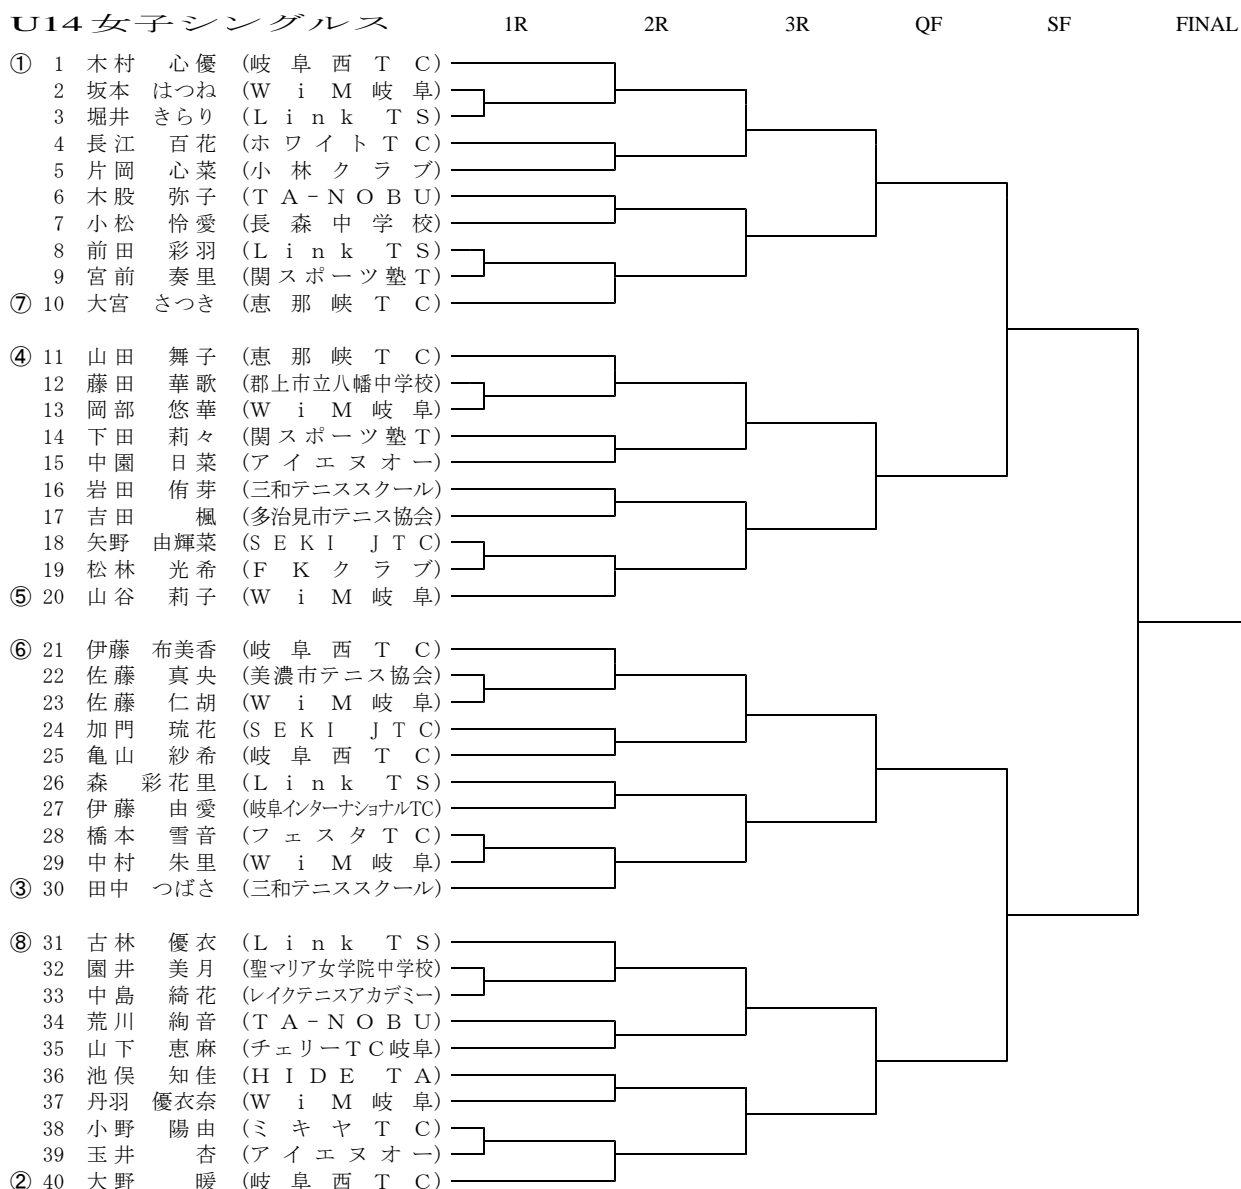 U14女子シングルス 1R 2R 3R QF SF FINAL
① 1 木村 心優 (岐阜西TC)
2 坂本 はつね (WiM岐阜)
3 堀井 きらり (Link TS)
4 長江 百花 (ホワイトTC)
5 片岡 心菜 (小林クラブ)
6 木股 弥子 (TA-NOBU)
7 小松 怜愛 (長森中学校)
8 前田 彩羽 (Link TS)
9 宮前 奏里 (関スポーツ塾T)
⑦ 10 大宮 さつき (恵那峡TC)
④ 11 山田 舞子 (恵那峡TC)
12 藤田 華歌 (郡上市立八幡中学校)
13 岡部 悠華 (WiM岐阜)
14 下田 莉々 (関スポーツ塾T)
15 中園 日菜 (アイエヌオー)
16 岩田 侑芽 (三和テニススクール)
17 吉田 楓 (多治見市テニス協会)
18 矢野 由輝菜 (SEKI JTC)
19 松林 光希 (FKクラブ)
⑤ 20 山谷 莉子 (WiM岐阜)
⑥ 21 伊藤 布美香 (岐阜西TC)
22 佐藤 真央 (美濃市テニス協会)
23 佐藤 仁胡 (WiM岐阜)
24 加門 琉花 (SEKI JTC)
25 亀山 紗希 (岐阜西TC)
26 森 彩花里 (Link TS)
27 伊藤 由愛 (岐阜インターナショナルTC)
28 橋本 雪音 (フェスタTC)
29 中村 朱里 (WiM岐阜)
③ 30 田中 つばさ (三和テニススクール)
⑧ 31 古林 優衣 (Link TS)
32 園井 美月 (聖マリア女学院中学校)
33 中島 綺花 (レイクテニスアカデミー)
34 荒川 絢音 (TA-NOBU)
35 山下 恵麻 (チェリーTC岐阜)
36 池俣 知佳 (HIDE TA)
37 丹羽 優衣奈 (WiM岐阜)
38 小野 陽由 (ミキヤTC)
39 玉井 杏 (アイエヌオー)
② 40 大野 暖 (岐阜西TC)